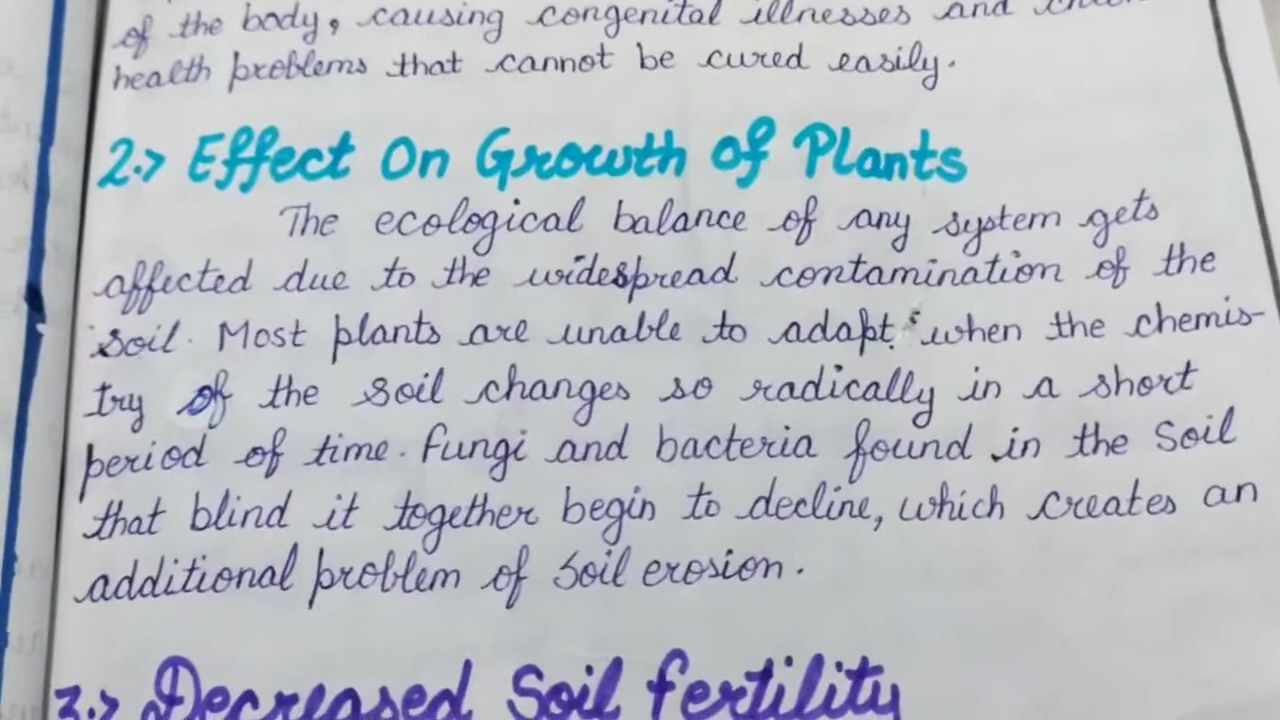 of the body, causing congenital illnesses and
health problems that cannot be cured easily.
2.> Effect On Growth of Plants
The ecological balance of any system gets
affected due to the widespread contamination of the
soil. Most plants are unable to adapt when the chemis-
try of the soil changes so radically in a short
period of time. Fungi and bacteria found in the Soil
that blind it together begin to decline, which creates an
additional problem of Soil erosion.
3.> Decreased Soil Fertility